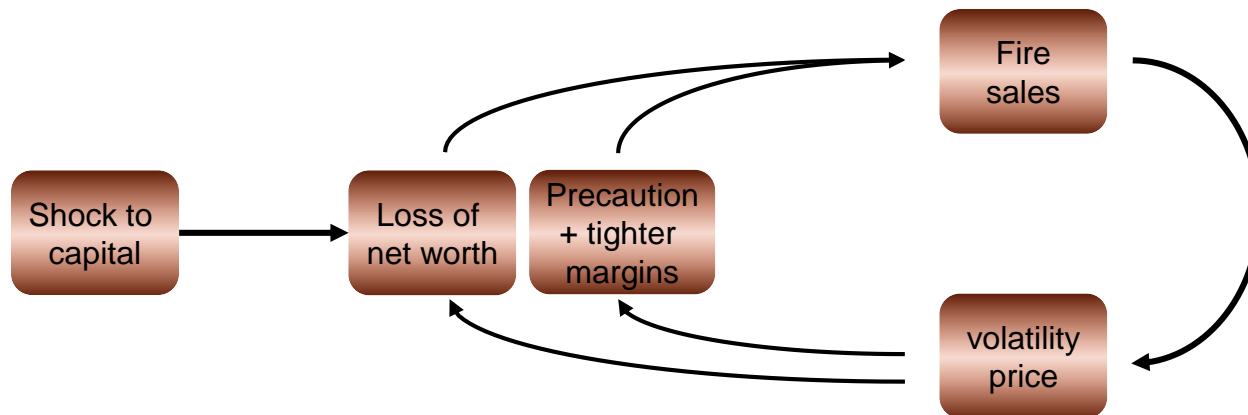 Shock to
capital
Loss of
net worth
Precaution
+ tighter
margins
Fire
sales
volatility
price